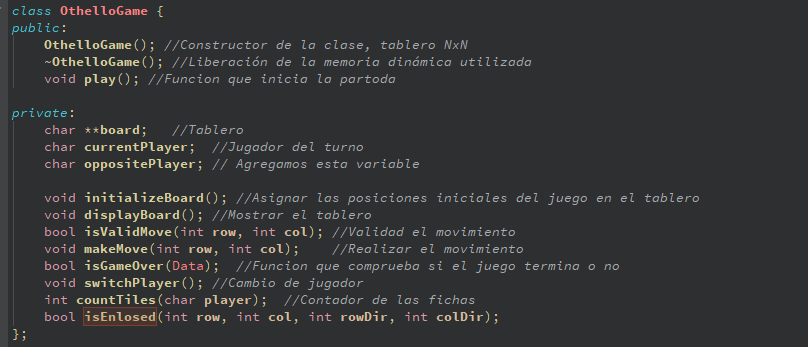 class OthelloGame {
public:
OthelloGame(); //Constructor de la clase, tablero NxN
~OthelloGame(); //Liberación de la memoria dinámica utilizada
void play(); //Funcion que inicia la partoda
private:
char **board; //Tablero
char currentPlayer; //Jugador del turno
char oppositePlayer; // Agregamos esta variable
void initializeBoard(); //Asignar las posiciones iniciales del juego en el tablero
void displayBoard(); //Mostrar el tablero
bool isValidMove(int row, int col); //Validad el movimiento
void makeMove(int row, int col); //Realizar el movimiento
bool isGameOver(Data); //Funcion que comprueba si el juego termina o no
void switchPlayer(); //Cambio de jugador
int countTiles(char player); //Contador de las fichas
bool isEnlosed(int row, int col, int rowDir, int colDir);
};